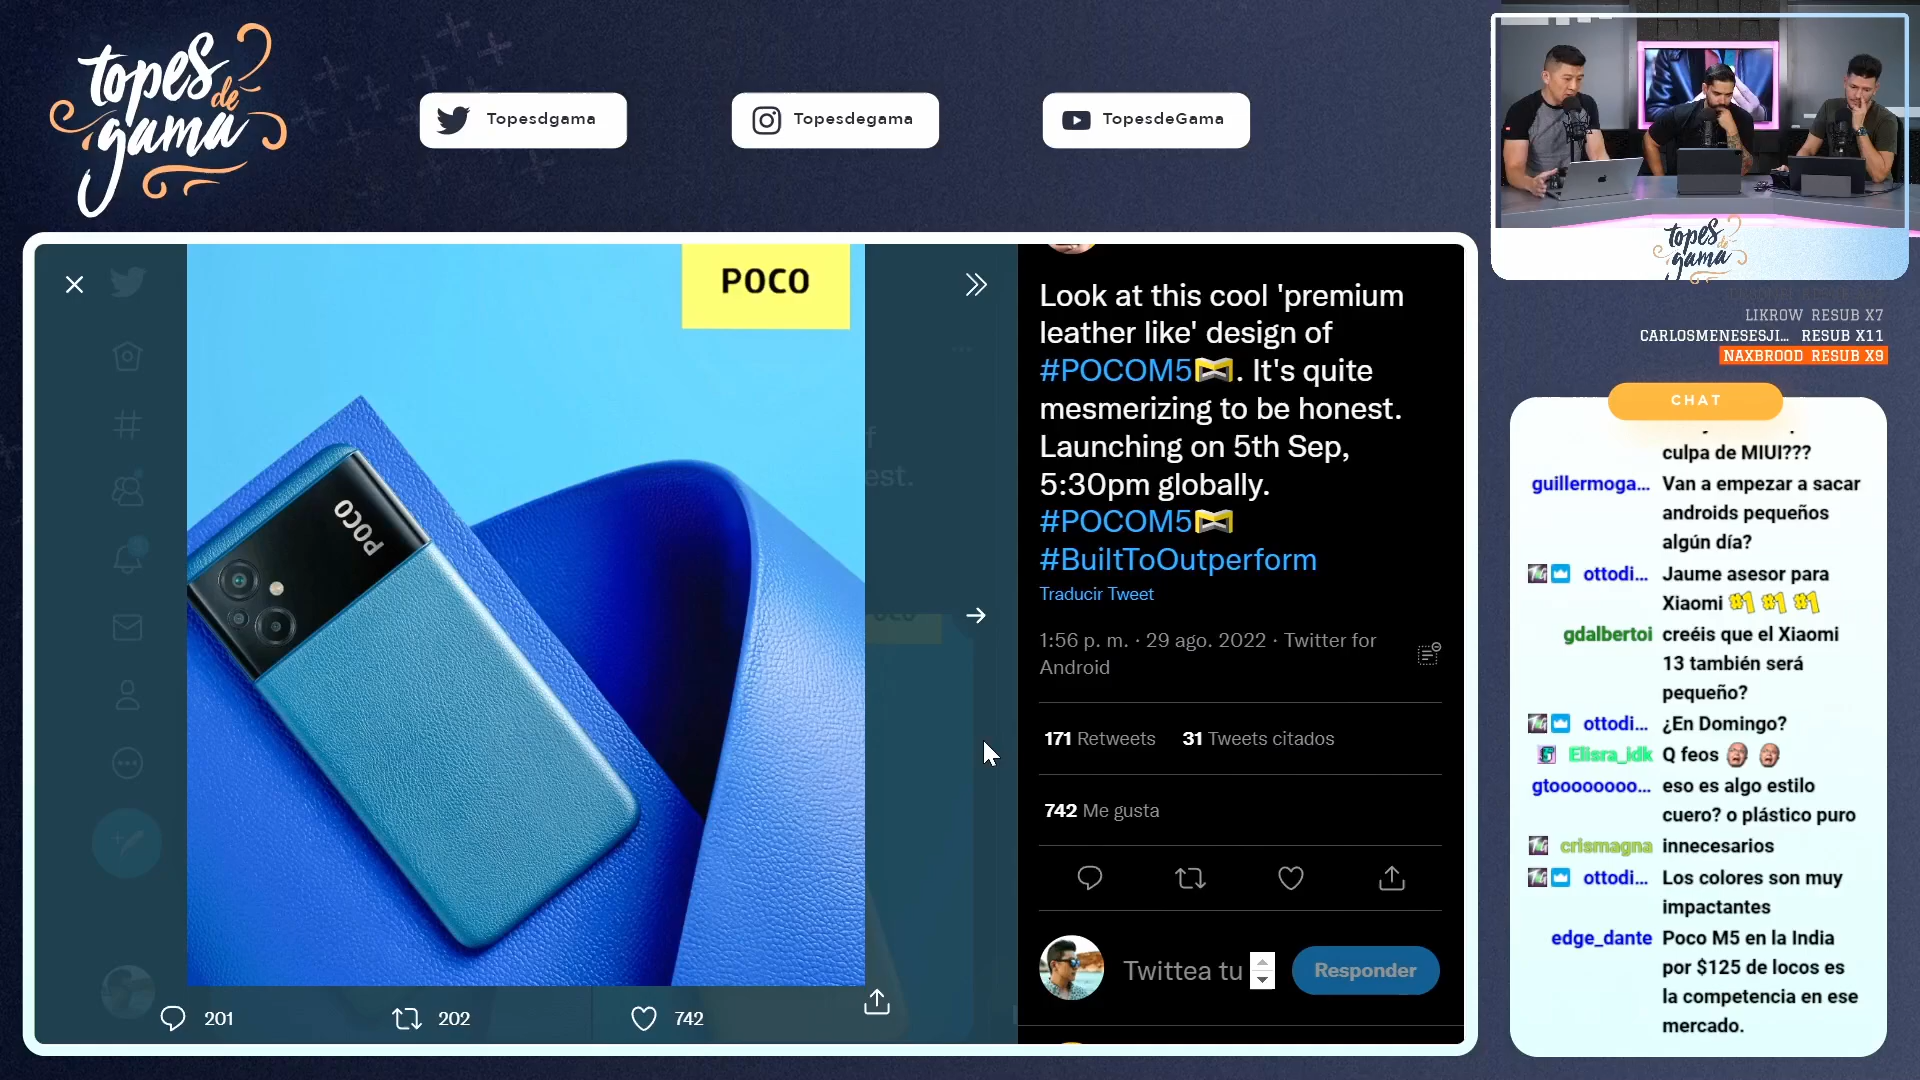 topes
de
gama
Topesdgama
Topesdegama
TopesdeGama
topes
de
gama
LIKROW RESUB X7
CARLOSMENESESJI... RESUB X11
NAXBROOD RESUB X9
POCO
POCO
Look at this cool 'premium
leather like' design of
#POCOM5. It's quite
mesmerizing to be honest.
Launching on 5th Sep,
5:30pm globally.
#POCOM5
#BuiltToOutperform
Traducir Tweet
1:56 p. m. · 29 ago. 2022 · Twitter for
Android
171 Retweets 31 Tweets citados
742 Me gusta
Twittea tu
Responder
201
202
742
CHAT
culpa de MIUI???
guillermoga... Van a empezar a sacar
androids pequeños
algún día?
ottodi... Jaume asesor para
Xiaomi #1 #1 #1
gdalbertoi creéis que el Xiaomi
13 también será
pequeño?
ottodi... ¿En Domingo?
Elisra_idk Q feos
gtoooooooo... eso es algo estilo
cuero? o plástico puro
crismagna innecesarios
ottodi... Los colores son muy
impactantes
edge_dante Poco M5 en la India
por $125 de locos es
la competencia en ese
mercado.